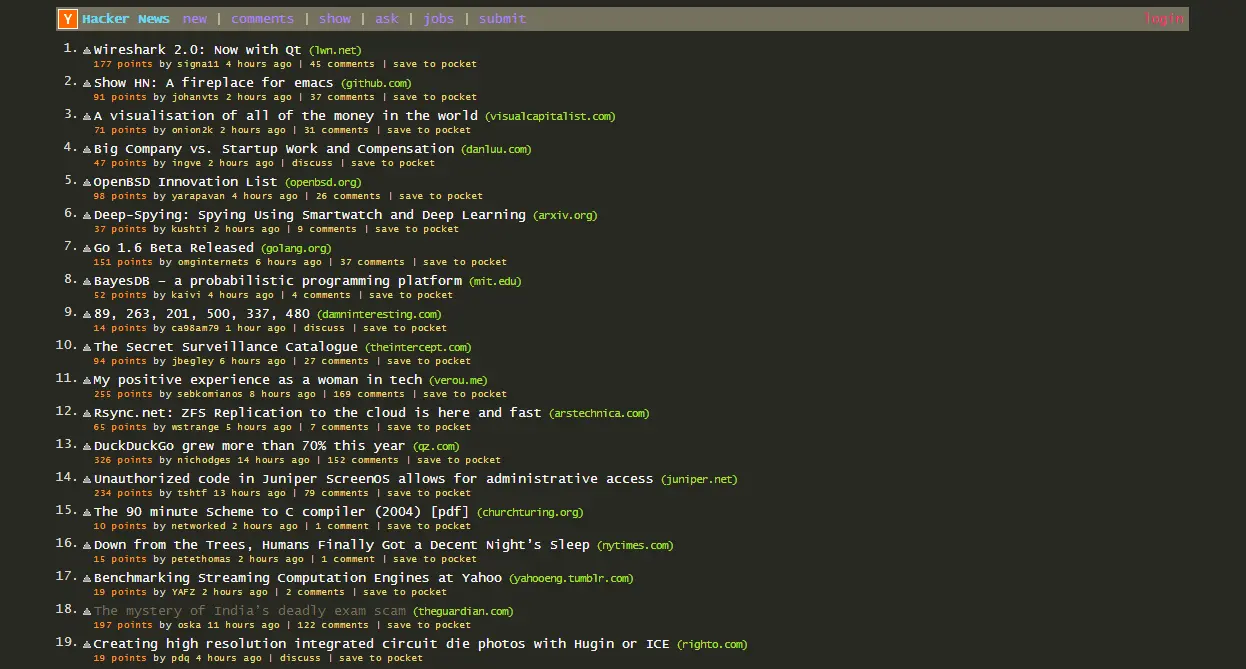 Y Hacker News new | comments | show | ask | jobs | submit login
1. Wireshark 2.0: Now with Qt (lwn.net)
177 points by signa11 4 hours ago | 45 comments | save to pocket
2. Show HN: A fireplace for emacs (github.com)
91 points by johanvts 2 hours ago | 37 comments | save to pocket
3. A visualisation of all of the money in the world (visualcapitalist.com)
71 points by onion2k 2 hours ago | 31 comments | save to pocket
4. Big Company vs. Startup Work and Compensation (danluu.com)
47 points by ingve 2 hours ago | discuss | save to pocket
5. OpenBSD Innovation List (openbsd.org)
98 points by yarapavan 4 hours ago | 26 comments | save to pocket
6. Deep-Spying: Spying Using Smartwatch and Deep Learning (arxiv.org)
37 points by kushti 2 hours ago | 9 comments | save to pocket
7. Go 1.6 Beta Released (golang.org)
151 points by omginternets 6 hours ago | 37 comments | save to pocket
8. BayesDB – a probabilistic programming platform (mit.edu)
52 points by kaivi 4 hours ago | 4 comments | save to pocket
9. 89, 263, 201, 500, 337, 480 (damninteresting.com)
14 points by ca98am79 1 hour ago | discuss | save to pocket
10. The Secret Surveillance Catalogue (theintercept.com)
94 points by jbegley 6 hours ago | 27 comments | save to pocket
11. My positive experience as a woman in tech (verou.me)
255 points by sebkomianos 8 hours ago | 169 comments | save to pocket
12. Rsync.net: ZFS Replication to the cloud is here and fast (arstechnica.com)
65 points by wstrange 5 hours ago | 7 comments | save to pocket
13. DuckDuckGo grew more than 70% this year (qz.com)
326 points by nichodges 14 hours ago | 152 comments | save to pocket
14. Unauthorized code in Juniper ScreenOS allows for administrative access (juniper.net)
234 points by tshtf 13 hours ago | 79 comments | save to pocket
15. The 90 minute Scheme to C compiler (2004) [pdf] (churchturing.org)
10 points by networked 2 hours ago | 1 comment | save to pocket
16. Down from the Trees, Humans Finally Got a Decent Night's Sleep (nytimes.com)
15 points by petethomas 2 hours ago | 1 comment | save to pocket
17. Benchmarking Streaming Computation Engines at Yahoo (yahooeng.tumblr.com)
19 points by YAFZ 2 hours ago | 2 comments | save to pocket
18. The mystery of India's deadly exam scam (theguardian.com)
197 points by oska 11 hours ago | 122 comments | save to pocket
19. Creating high resolution integrated circuit die photos with Hugin or ICE (righto.com)
19 points by pdq 4 hours ago | discuss | save to pocket